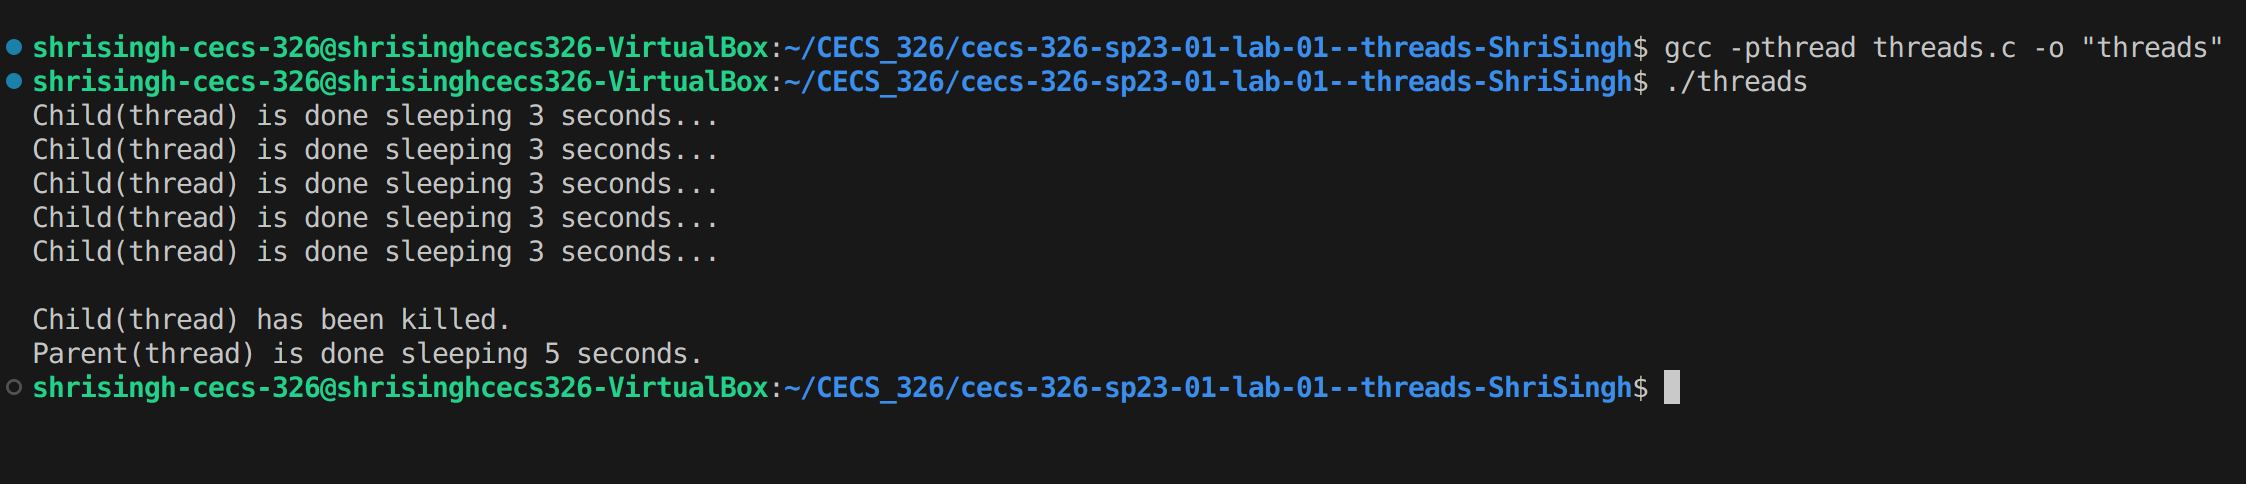 shrisingh-cecs-326@shrisinghcecs326-VirtualBox:~/CECS_326/cecs-326-sp23-01-lab-01--threads-ShriSingh$ gcc -pthread threads.c -o "threads"
shrisingh-cecs-326@shrisinghcecs326-VirtualBox:~/CECS_326/cecs-326-sp23-01-lab-01--threads-ShriSingh$ ./threads
Child(thread) is done sleeping 3 seconds...
Child(thread) is done sleeping 3 seconds...
Child(thread) is done sleeping 3 seconds...
Child(thread) is done sleeping 3 seconds...
Child(thread) is done sleeping 3 seconds...
Child(thread) has been killed.
Parent(thread) is done sleeping 5 seconds.
shrisingh-cecs-326@shrisinghcecs326-VirtualBox:~/CECS_326/cecs-326-sp23-01-lab-01--threads-ShriSingh$